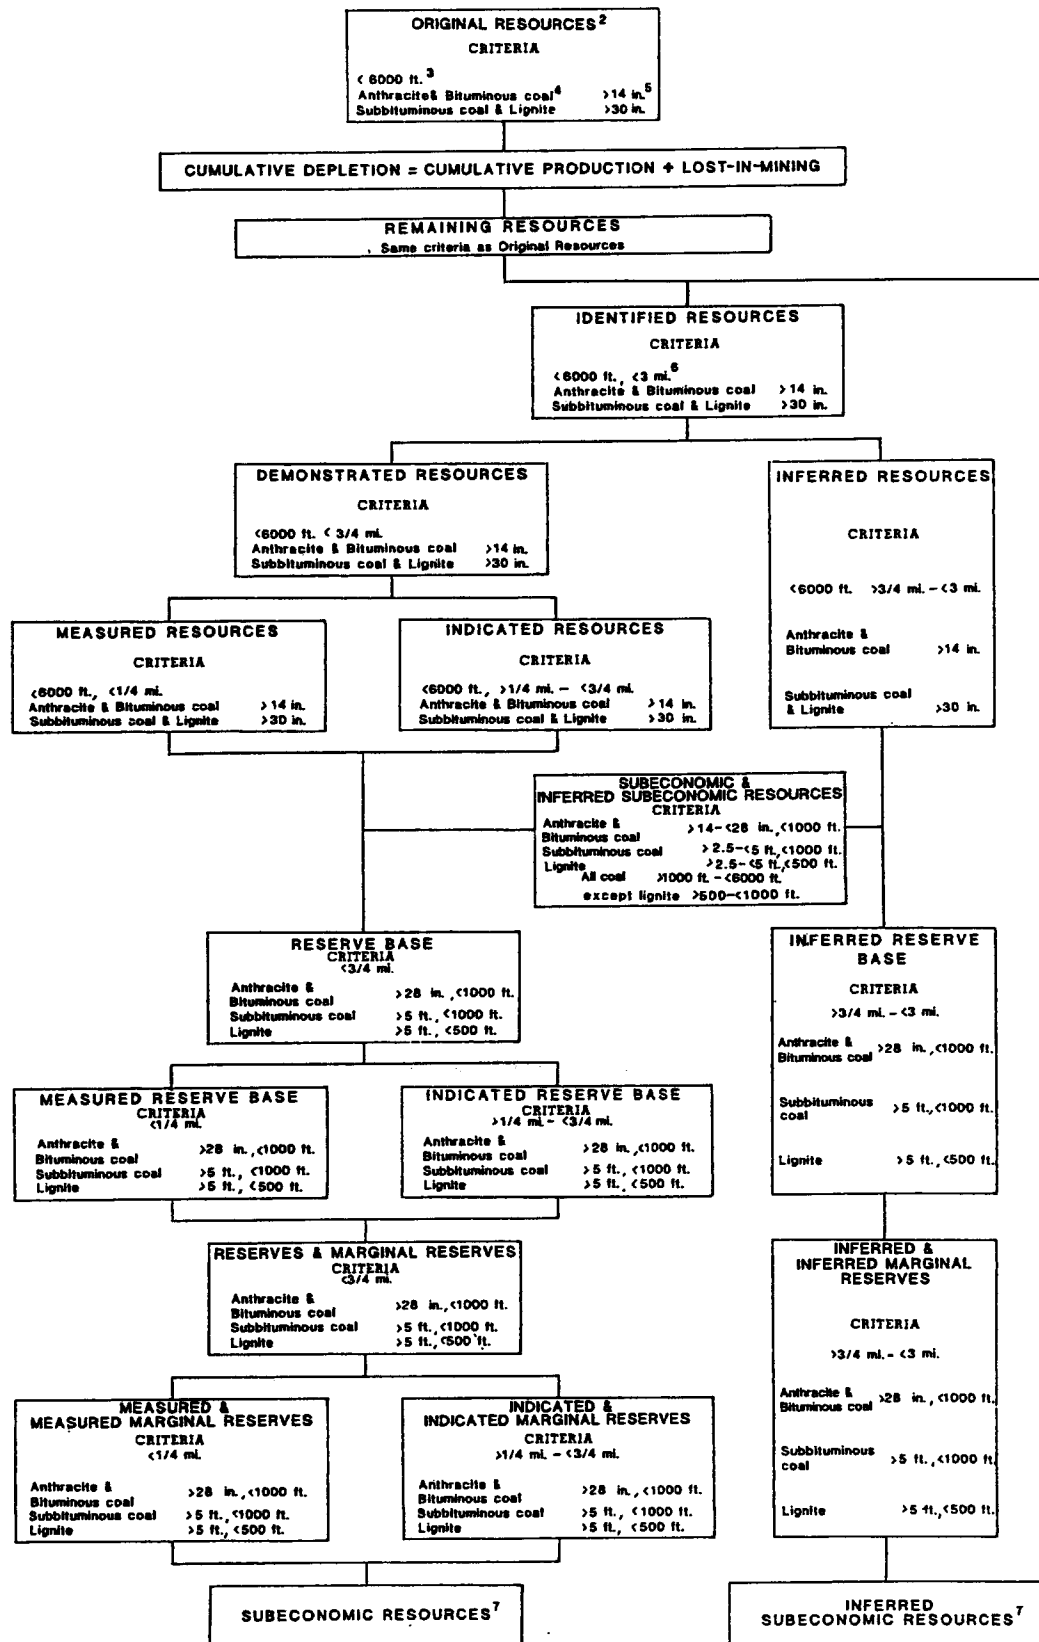 ORIGINAL RESOURCES2
CRITERIA
< 6000 ft.3
Anthracite& Bituminous coal4 >14 in.5
Subbituminous coal & Lignite >30 in.
CUMULATIVE DEPLETION = CUMULATIVE PRODUCTION + LOST-IN-MINING
REMAINING RESOURCES
Same criteria as Original Resources
IDENTIFIED RESOURCES
CRITERIA
<6000 ft., <3 mi.6
Anthracite & Bituminous coal >14 in.
Subbituminous coal & Lignite >30 in.
DEMONSTRATED RESOURCES
CRITERIA
<6000 ft. < 3/4 mi.
Anthracite & Bituminous coal >14 in.
Subbituminous coal & Lignite >30 in.
INFERRED RESOURCES
CRITERIA
<6000 ft. >3/4 mi. - <3 mi.
Anthracite &
Bituminous coal >14 in.
Subbituminous coal
& Lignite >30 in.
MEASURED RESOURCES
CRITERIA
<6000 ft., <1/4 mi.
Anthracite & Bituminous coal >14 in.
Subbituminous coal & Lignite >30 in.
INDICATED RESOURCES
CRITERIA
<6000 ft., >1/4 mi. - <3/4 mi.
Anthracite & Bituminous coal >14 in.
Subbituminous coal & Lignite >30 in.
SUBECONOMIC &
INFERRED SUBECONOMIC RESOURCES
CRITERIA
Anthracite &
Bituminous coal >14-<28 in.,<1000 ft.
Subbituminous coal >2.5-<5 ft.,<1000 ft.
Lignite >2.5-<5 ft.,<500 ft.
All coal >1000 ft.-<6000 ft.
except lignite >500-<1000 ft.
RESERVE BASE
CRITERIA
<3/4 mi.
Anthracite &
Bituminous coal >28 in.,<1000 ft.
Subbituminous coal >5 ft.,<1000 ft.
Lignite >5 ft., <500 ft.
INFERRED RESERVE
BASE
CRITERIA
>3/4 mi. - <3 mi.
Anthracite &
Bituminous coal >28 in.,<1000 ft.
Subbituminous
coal >5 ft.,<1000 ft.
Lignite >5 ft.,<500 ft.
MEASURED RESERVE BASE
CRITERIA
<1/4 mi.
Anthracite &
Bituminous coal >28 in.,<1000 ft.
Subbituminous coal >5 ft., <1000 ft.
Lignite >5 ft., <500 ft.
INDICATED RESERVE BASE
CRITERIA
>1/4 mi. - <3/4 mi.
Anthracite &
Bituminous coal >28 in.,<1000 ft.
Subbituminous coal >5 ft., <1000 ft.
Lignite >5 ft., <500 ft.
RESERVES & MARGINAL RESERVES
CRITERIA
<3/4 mi.
Anthracite &
Bituminous coal >28 in.,<1000 ft.
Subbituminous coal >5 ft.,<1000 ft.
Lignite >5 ft., <500 ft.
INFERRED &
INFERRED MARGINAL
RESERVES
CRITERIA
>3/4 mi. - <3 mi.
Anthracite &
Bituminous coal >28 in.,<1000 ft.
Subbituminous
coal >5 ft.,<1000 ft.
Lignite >5 ft.,<500 ft.
MEASURED &
MEASURED MARGINAL RESERVES
CRITERIA
<1/4 mi.
Anthracite &
Bituminous coal >28 in.,<1000 ft.
Subbituminous coal >5 ft.,<1000 ft.
Lignite >5 ft., <500 ft.
INDICATED &
INDICATED MARGINAL RESERVES
CRITERIA
>1/4 mi. - <3/4 mi.
Anthracite &
Bituminous coal >28 in.,<1000 ft.
Subbituminous coal >5 ft., <1000 ft.
Lignite >5 ft., <500 ft.
SUBECONOMIC RESOURCES7
INFERRED
SUBECONOMIC RESOURCES7